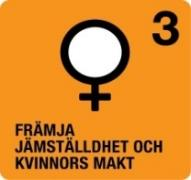 3
FRÄMJA
JÄMSTÄLLDHET OCH
KVINNORS MAKT